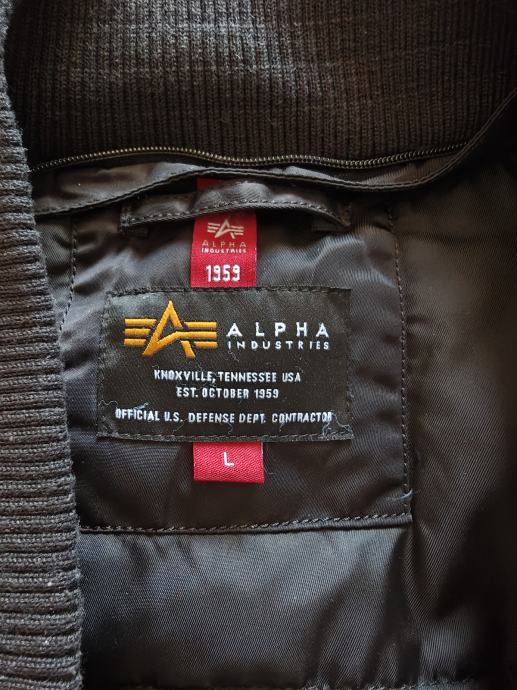 ALPHA
INDUSTRIES
1959
ALPHA
INDUSTRIES
KNOXVILLE, TENNESSEE USA
EST. OCTOBER 1959
OFFICIAL U.S. DEFENSE DEPT. CONTRACTOR
L